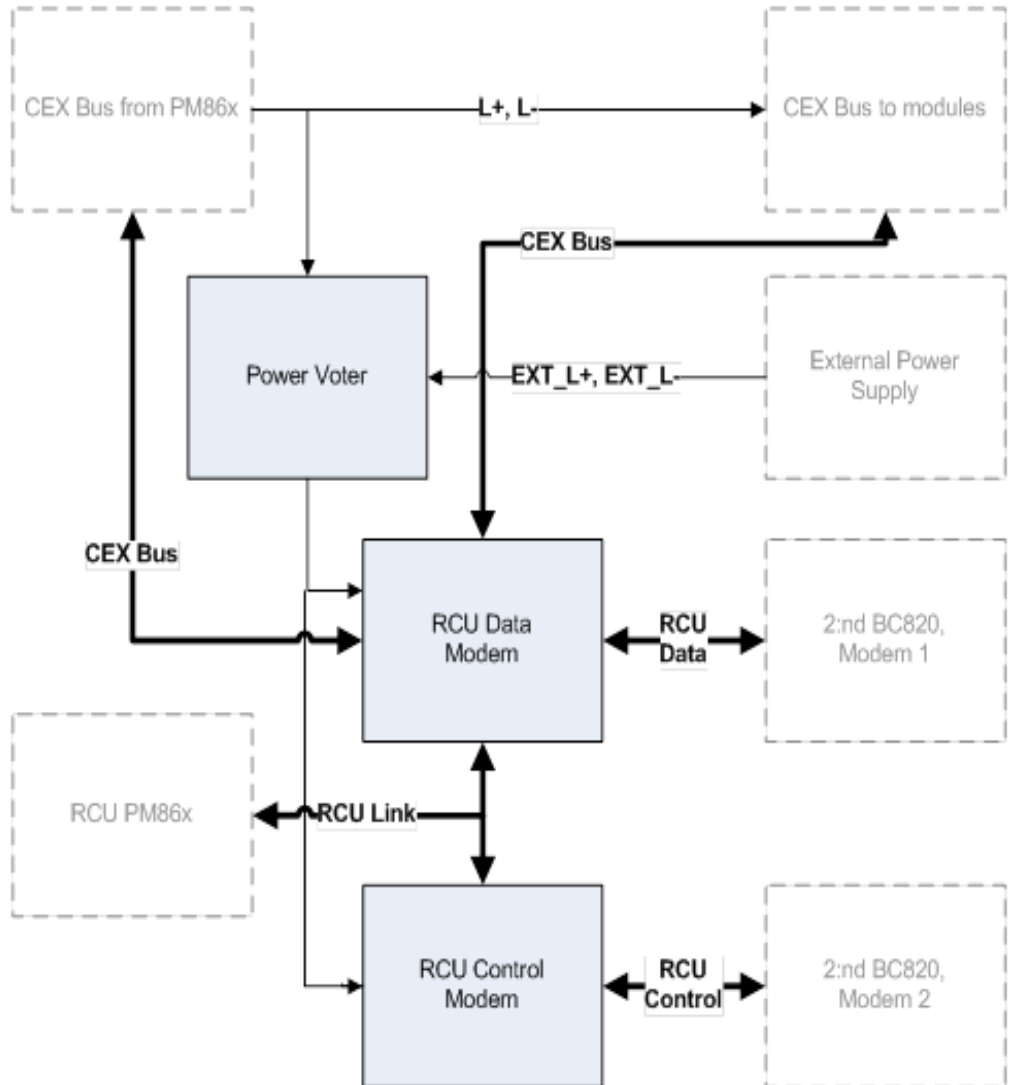 CEX Bus from PM86x
L+, L-
CEX Bus to modules
CEX Bus
Power Voter
EXT_L+, EXT_L-
External Power
Supply
CEX Bus
RCU Data
Modem
RCU
Data
2:nd BC820,
Modem 1
RCU PM86x
RCU Link
RCU Control
Modem
RCU
Control
2:nd BC820,
Modem 2